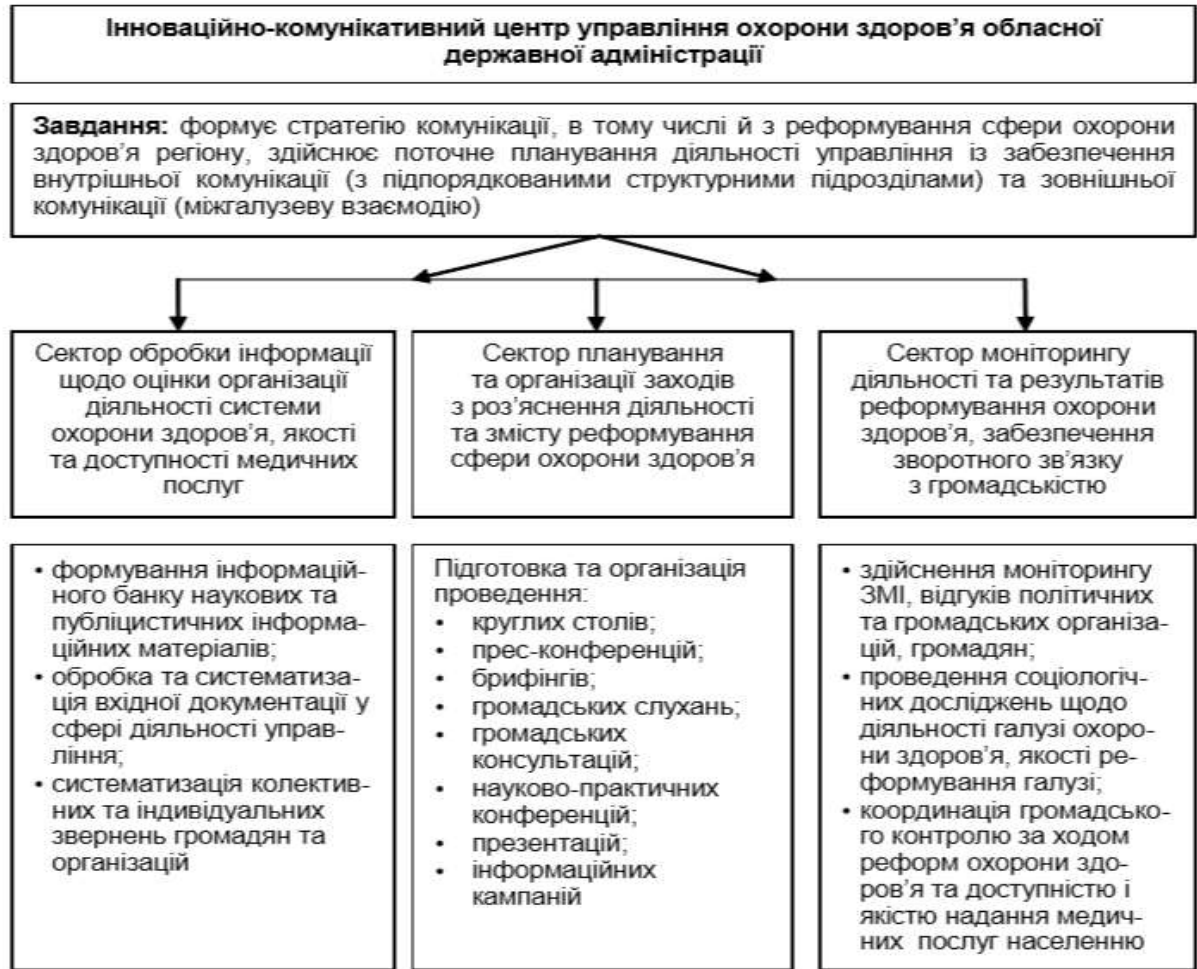 Інноваційно-комунікативний центр управління охорони здоров’я обласної
державної адміністрації
Завдання: формує стратегію комунікації, в тому числі й з реформування сфери охорони
здоров’я регіону, здійснює поточне планування діяльності управління із забезпечення
внутрішньої комунікації (з підпорядкованими структурними підрозділами) та зовнішньої
комунікації (міжгалузеву взаємодію)
Сектор обробки інформації
щодо оцінки організації
діяльності системи
охорони здоров’я, якості
та доступності медичних
послуг
Сектор планування
та організації заходів
з роз’яснення діяльності
та змісту реформування
сфери охорони здоров’я
Сектор моніторингу
діяльності та результатів
реформування охорони
здоров’я, забезпечення
зворотного зв’язку
з громадськістю
• формування інформацій-
ного банку наукових та
публіцистичних інформа-
ційних матеріалів;
• обробка та систематиза-
ція вхідної документації у
сфері діяльності управ-
ління;
• систематизація колектив-
них та індивідуальних
звернень громадян та
організацій
Підготовка та організація
проведення:
• круглих столів;
• прес-конференцій;
• брифінгів;
• громадських слухань;
• громадських
консультацій;
• науково-практичних
конференцій;
• презентацій;
• інформаційних
кампаній
• здійснення моніторингу
ЗМІ, відгуків політичних
та громадських організа-
цій, громадян;
• проведення соціологіч-
них досліджень щодо
діяльності галузі охоро-
ни здоров’я, якості ре-
формування галузі;
• координація громадсько-
го контролю за ходом
реформ охорони здо-
ров’я та доступністю і
якістю надання медич-
них послуг населенню